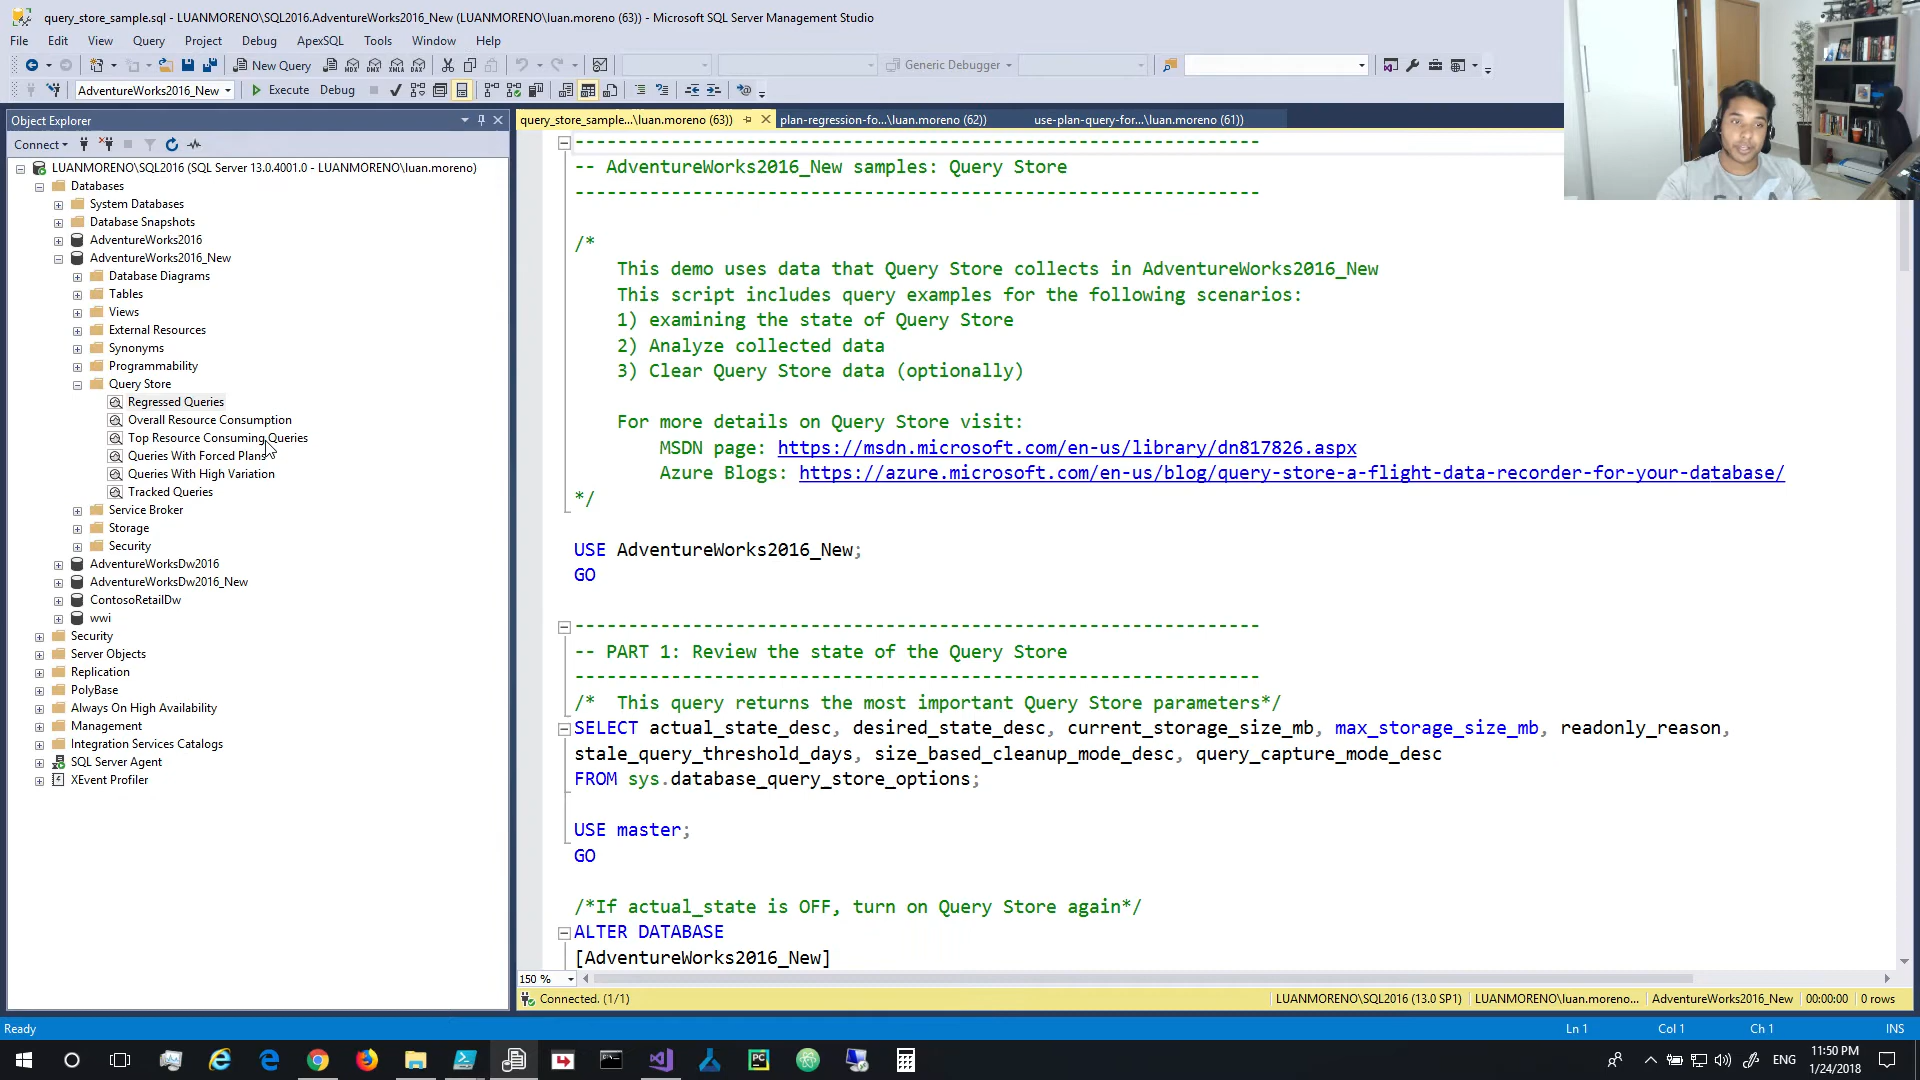 query_store_sample.sql - LUANMORENO\SQL2016.AdventureWorks2016_New (LUANMORENO\luan.moreno (63)) - Microsoft SQL Server Management Studio
File Edit View Query Project Debug ApexSQL Tools Window Help
New Query
Generic Debugger
AdventureWorks2016_New
Execute Debug
Object Explorer
Connect
LUANMORENO\SQL2016 (SQL Server 13.0.4001.0 - LUANMORENO\luan.moreno)
Databases
System Databases
Database Snapshots
AdventureWorks2016
AdventureWorks2016_New
Database Diagrams
Tables
Views
External Resources
Synonyms
Programmability
Query Store
Regressed Queries
Overall Resource Consumption
Top Resource Consuming Queries
Queries With Forced Plans
Queries With High Variation
Tracked Queries
Service Broker
Storage
Security
AdventureWorksDw2016
AdventureWorksDw2016_New
ContosoRetailDw
wwi
Security
Server Objects
Replication
PolyBase
Always On High Availability
Management
Integration Services Catalogs
SQL Server Agent
XEvent Profiler
query_store_sample...\luan.moreno (63)) plan-regression-fo...\luan.moreno (62)) use-plan-query-for...\luan.moreno (61))
----------------------------------------------------------------
-- AdventureWorks2016_New samples: Query Store
----------------------------------------------------------------
/*
This demo uses data that Query Store collects in AdventureWorks2016_New
This script includes query examples for the following scenarios:
1) examining the state of Query Store
2) Analyze collected data
3) Clear Query Store data (optionally)
For more details on Query Store visit:
MSDN page: https://msdn.microsoft.com/en-us/library/dn817826.aspx
Azure Blogs: https://azure.microsoft.com/en-us/blog/query-store-a-flight-data-recorder-for-your-database/
*/
USE AdventureWorks2016_New;
GO
----------------------------------------------------------------
-- PART 1: Review the state of the Query Store
----------------------------------------------------------------
/* This query returns the most important Query Store parameters*/
SELECT actual_state_desc, desired_state_desc, current_storage_size_mb, max_storage_size_mb, readonly_reason,
stale_query_threshold_days, size_based_cleanup_mode_desc, query_capture_mode_desc
FROM sys.database_query_store_options;
USE master;
GO
/*If actual_state is OFF, turn on Query Store again*/
ALTER DATABASE
[AdventureWorks2016_New]
150 %
Connected. (1/1) LUANMORENO\SQL2016 (13.0 SP1) LUANMORENO\luan.moreno... AdventureWorks2016_New 00:00:00 0 rows
Ready Ln 1 Col 1 Ch 1 INS
ENG
11:50 PM
1/24/2018